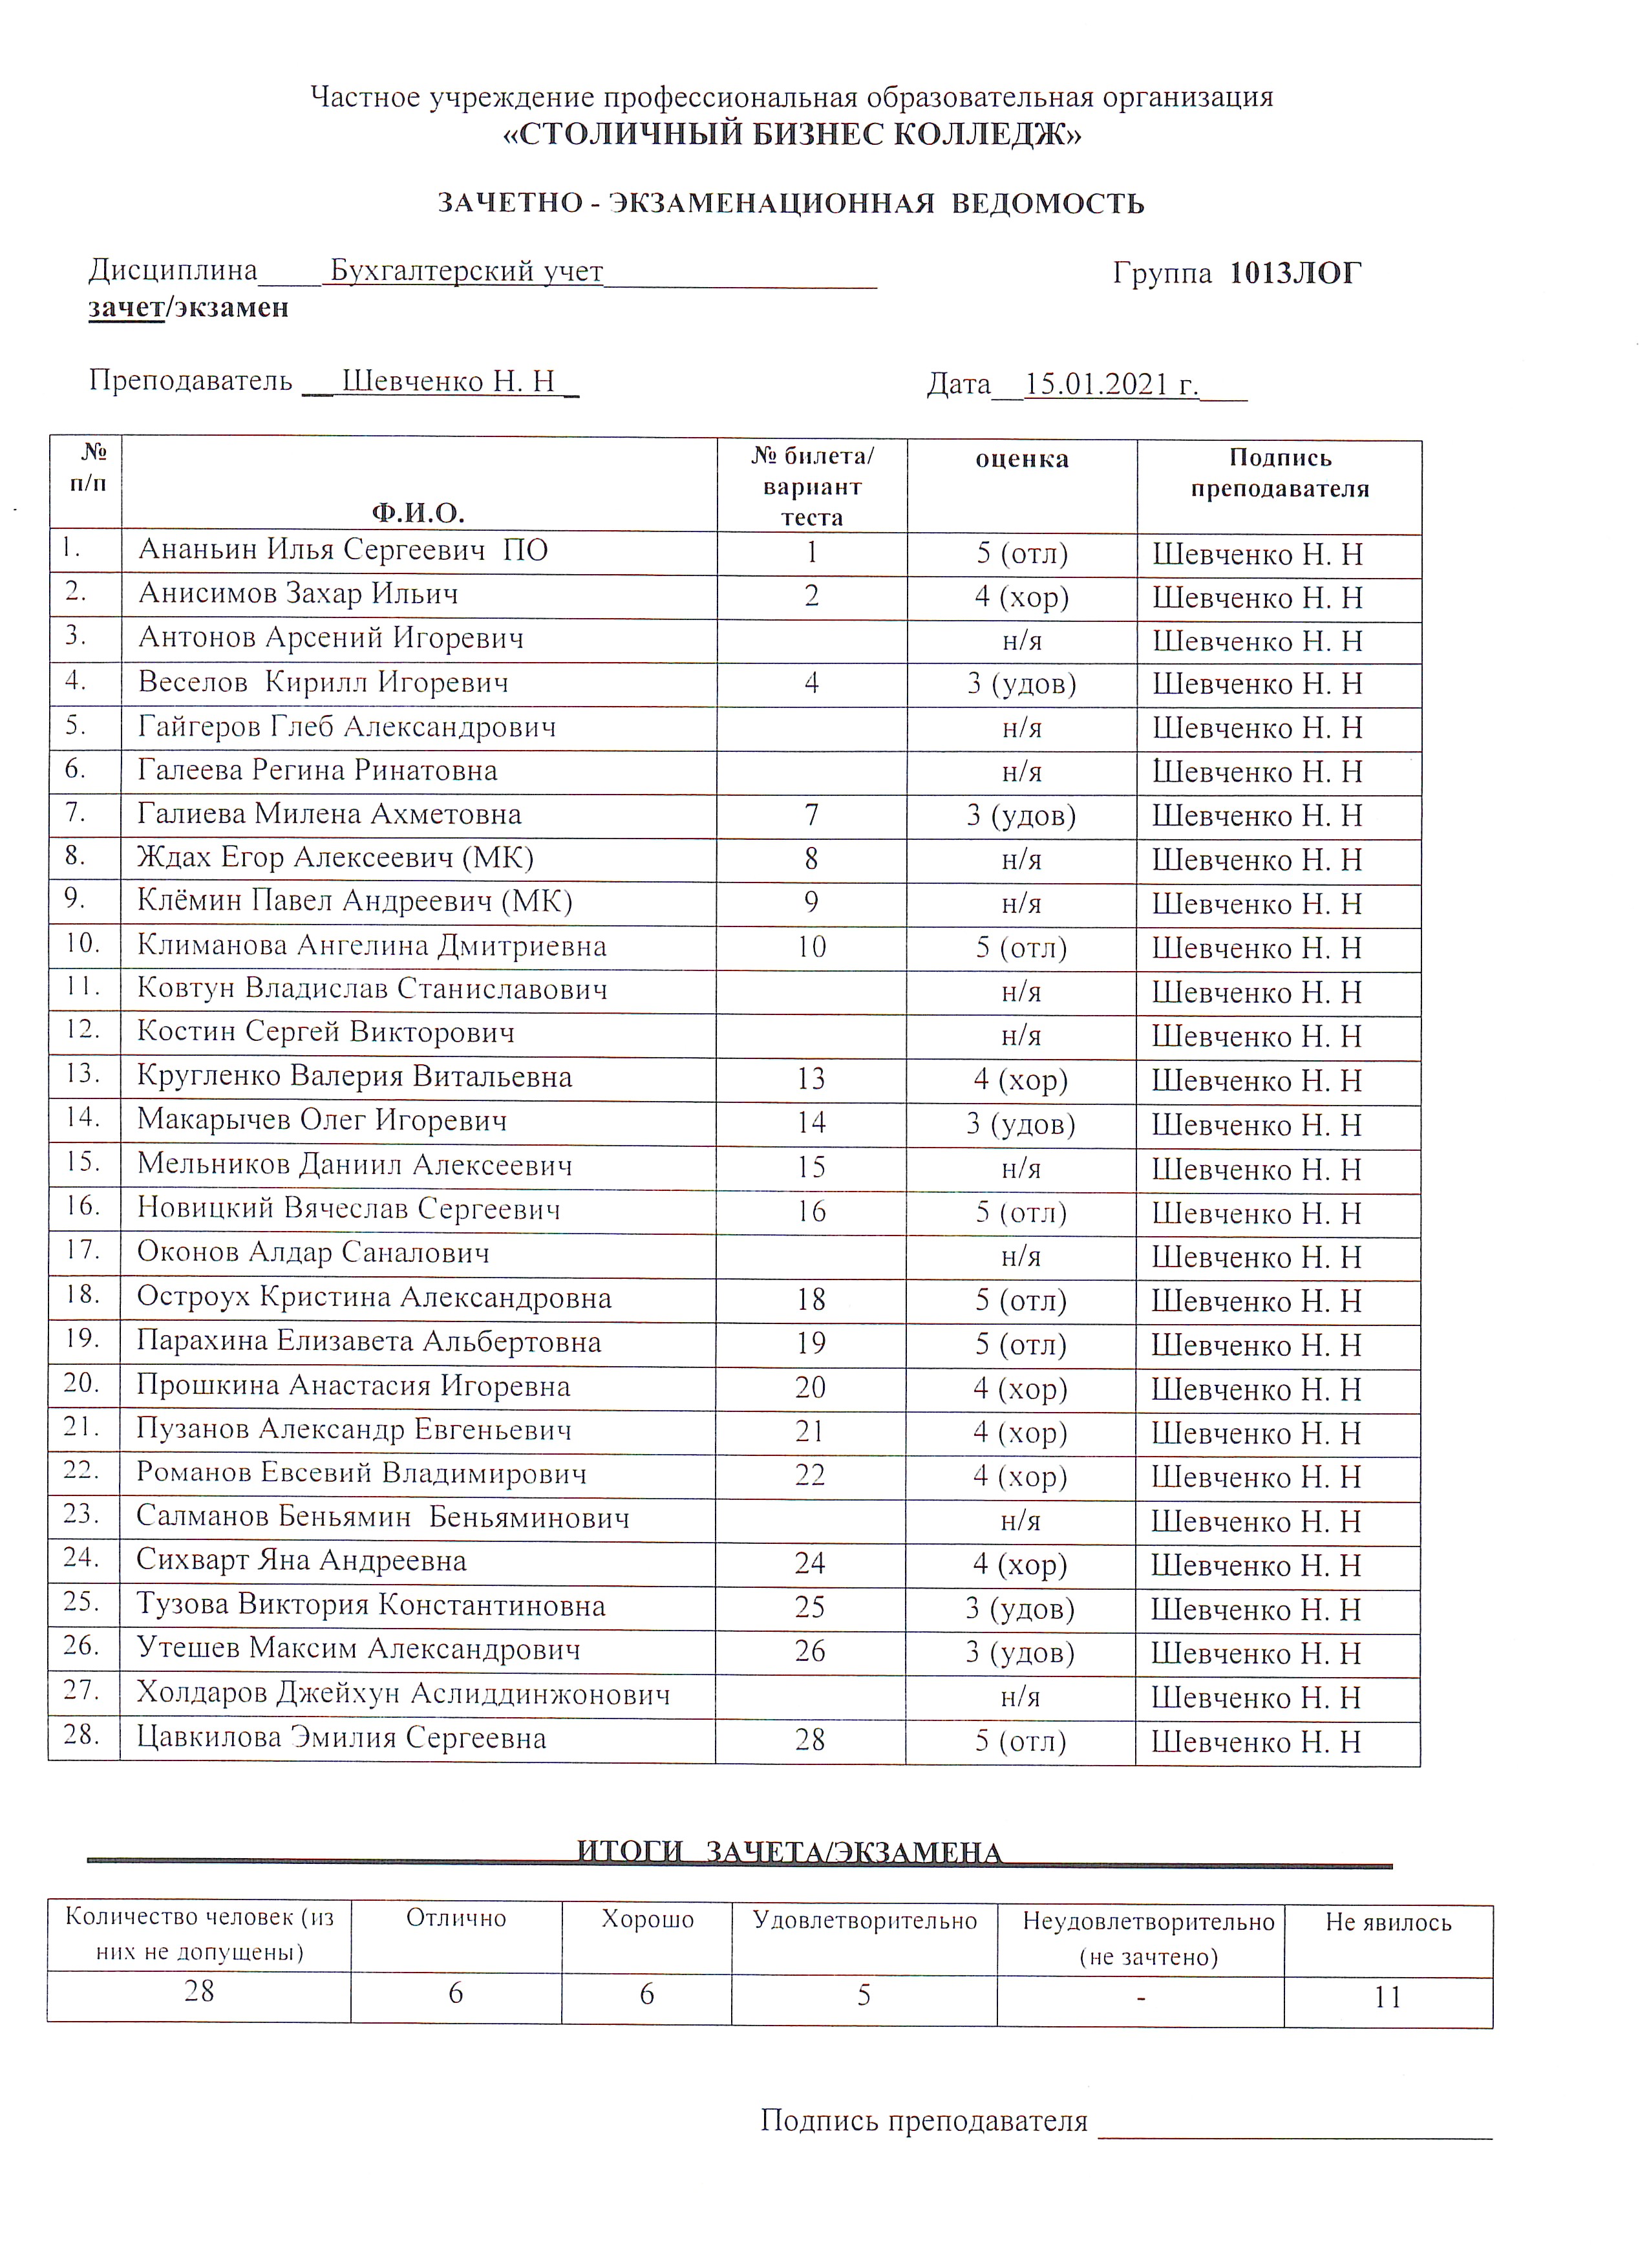 Частное учреждение профессиональная образовательная организация
«СТОЛИЧНЫЙ БИЗНЕС КОЛЛЕДЖ»
ЗАЧЕТНО - ЭКЗАМЕНАЦИОННАЯ ВЕДОМОСТЬ
Дисциплина____Бухгалтерский учет_________________ Группа 1013ЛОГ
зачет/экзамен
Преподаватель __Шевченко Н. Н_ Дата__15.01.2021 г.___
№ п/п Ф.И.О. № билета/ вариант теста оценка Подпись преподавателя
1. Ананьин Илья Сергеевич ПО 1 5 (отл) Шевченко Н. Н
2. Анисимов Захар Ильич 2 4 (хор) Шевченко Н. Н
3. Антонов Арсений Игоревич н/я Шевченко Н. Н
4. Веселов Кирилл Игоревич 4 3 (удов) Шевченко Н. Н
5. Гайгеров Глеб Александрович н/я Шевченко Н. Н
6. Галеева Регина Ринатовна н/я Шевченко Н. Н
7. Галиева Милена Ахметовна 7 3 (удов) Шевченко Н. Н
8. Ждах Егор Алексеевич (МК) 8 н/я Шевченко Н. Н
9. Клёмин Павел Андреевич (МК) 9 н/я Шевченко Н. Н
10. Климанова Ангелина Дмитриевна 10 5 (отл) Шевченко Н. Н
11. Ковтун Владислав Станиславович н/я Шевченко Н. Н
12. Костин Сергей Викторович н/я Шевченко Н. Н
13. Кругленко Валерия Витальевна 13 4 (хор) Шевченко Н. Н
14. Макарычев Олег Игоревич 14 3 (удов) Шевченко Н. Н
15. Мельников Даниил Алексеевич 15 н/я Шевченко Н. Н
16. Новицкий Вячеслав Сергеевич 16 5 (отл) Шевченко Н. Н
17. Оконов Алдар Саналович н/я Шевченко Н. Н
18. Остроух Кристина Александровна 18 5 (отл) Шевченко Н. Н
19. Парахина Елизавета Альбертовна 19 5 (отл) Шевченко Н. Н
20. Прошкина Анастасия Игоревна 20 4 (хор) Шевченко Н. Н
21. Пузанов Александр Евгеньевич 21 4 (хор) Шевченко Н. Н
22. Романов Евсевий Владимирович 22 4 (хор) Шевченко Н. Н
23. Салманов Беньямин Беньяминович н/я Шевченко Н. Н
24. Сихварт Яна Андреевна 24 4 (хор) Шевченко Н. Н
25. Тузова Виктория Константиновна 25 3 (удов) Шевченко Н. Н
26. Утешев Максим Александрович 26 3 (удов) Шевченко Н. Н
27. Холдаров Джейхун Аслиддинжонович н/я Шевченко Н. Н
28. Цавкилова Эмилия Сергеевна 28 5 (отл) Шевченко Н. Н
ИТОГИ ЗАЧЕТА/ЭКЗАМЕНА
Количество человек (из них не допущены) Отлично Хорошо Удовлетворительно Неудовлетворительно (не зачтено) Не явилось
28 6 6 5 - 11
Подпись преподавателя ____________________